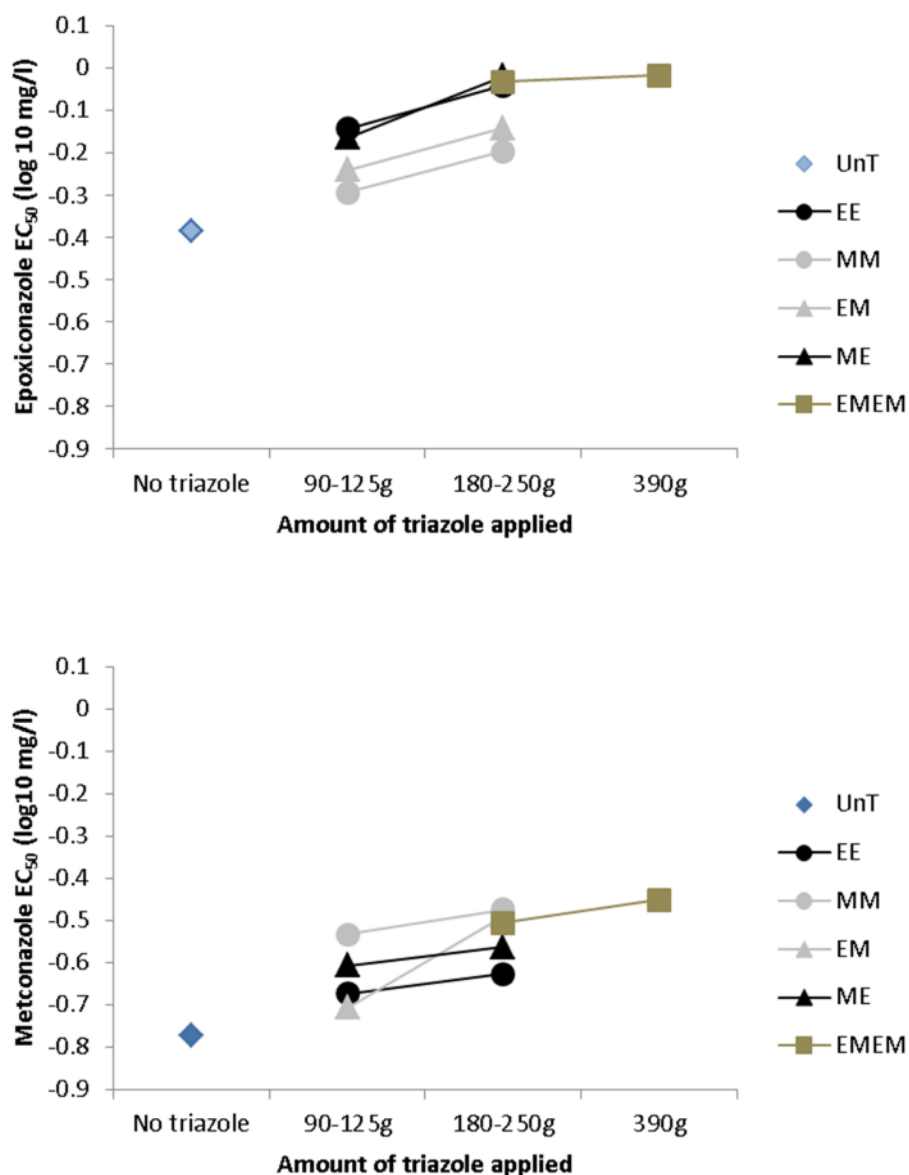 Epoxiconazole EC₅₀ (log 10 mg/l)
0.1
0
-0.1
-0.2
-0.3
-0.4
-0.5
-0.6
-0.7
-0.8
-0.9
No triazole 90-125g 180-250g 390g
Amount of triazole applied
UnT
EE
MM
EM
ME
EMEM
Metconazole EC₅₀ (log10 mg/l)
0.1
0
-0.1
-0.2
-0.3
-0.4
-0.5
-0.6
-0.7
-0.8
-0.9
No triazole 90-125g 180-250g 390g
Amount of triazole applied
UnT
EE
MM
EM
ME
EMEM